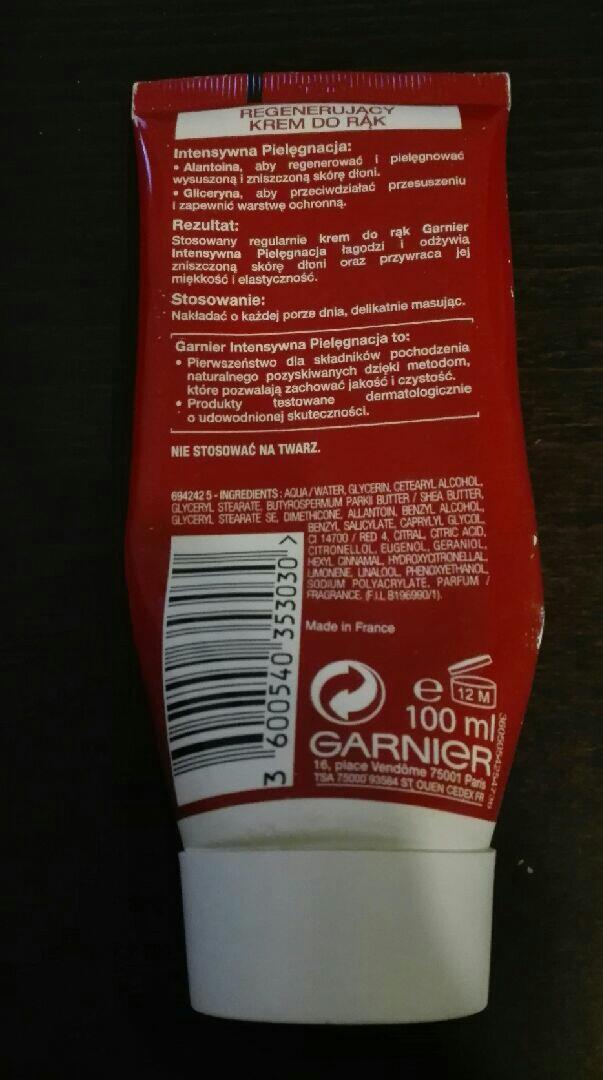 REGENERUJĄCY
KREM DO RĄK
Intensywna Pielęgnacja:
• Alantoina, aby regenerować i pielęgnować
wysuszoną i zniszczoną skórę dłoni.
• Gliceryna, aby przeciwdziałać przesuszeniu
i zapewnić warstwę ochronną.
Rezultat:
Stosowany regularnie krem do rąk Garnier
Intensywna Pielęgnacja łagodzi i odżywia
zniszczoną skórę dłoni oraz przywraca jej
miękkość i elastyczność.
Stosowanie:
Nakładać o każdej porze dnia, delikatnie masując.
Garnier Intensywna Pielęgnacja to:
• Pierwszeństwo dla składników pochodzenia
naturalnego pozyskiwanych dzięki metodom,
które pozwalają zachować jakość i czystość.
• Produkty testowane dermatologicznie
o udowodnionej skuteczności.
NIE STOSOWAĆ NA TWARZ.
694242 5 - INGREDIENTS : AQUA / WATER, GLYCERIN, CETEARYL ALCOHOL,
GLYCERYL STEARATE, BUTYROSPERMUM PARKII BUTTER / SHEA BUTTER,
GLYCERYL STEARATE SE, DIMETHICONE, ALLANTOIN, BENZYL ALCOHOL,
BENZYL SALICYLATE, CAPRYLYL GLYCOL,
CI 14700 / RED 4, CITRAL, CITRIC ACID,
CITRONELLOL, EUGENOL, GERANIOL,
HEXYL CINNAMAL, HYDROXYCITRONELLAL,
LIMONENE, LINALOOL, PHENOXYETHANOL,
SODIUM POLYACRYLATE, PARFUM /
FRAGRANCE. (F.I.L. B196990/1).
3 600540 353030 >
Made in France
e 12 M
100 ml
GARNIER
16, place Vendôme 75001 Paris
TSA 75000 93584 ST OUEN CEDEX FR